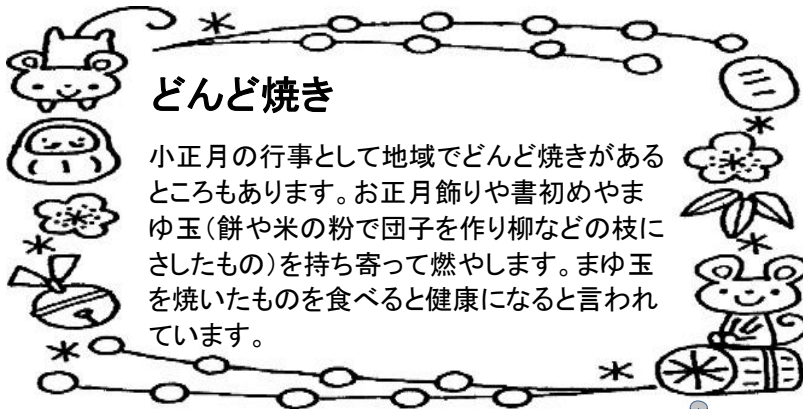 どんど焼き
小正月の行事として地域でどんど焼きがある
ところもあります。お正月飾りや書初めやま
ゆ玉（餅や米の粉で団子を作り柳などの枝に
さしたもの）を持ち寄って燃やします。まゆ玉
を焼いたものを食べると健康になると言われ
ています。